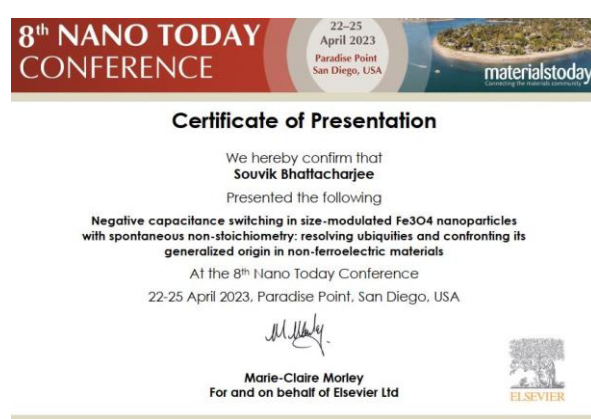 8th NANO TODAY
CONFERENCE
22–25
April 2023
Paradise Point
San Diego, USA
materialstoday
Connecting the materials community
Certificate of Presentation
We hereby confirm that
Souvik Bhattacharjee
Presented the following
Negative capacitance switching in size-modulated Fe3O4 nanoparticles
with spontaneous non-stoichiometry: resolving ubiquities and confronting its
generalized origin in non-ferroelectric materials
At the 8th Nano Today Conference
22-25 April 2023, Paradise Point, San Diego, USA
M Morley.
Marie-Claire Morley
For and on behalf of Elsevier Ltd
ELSEVIER